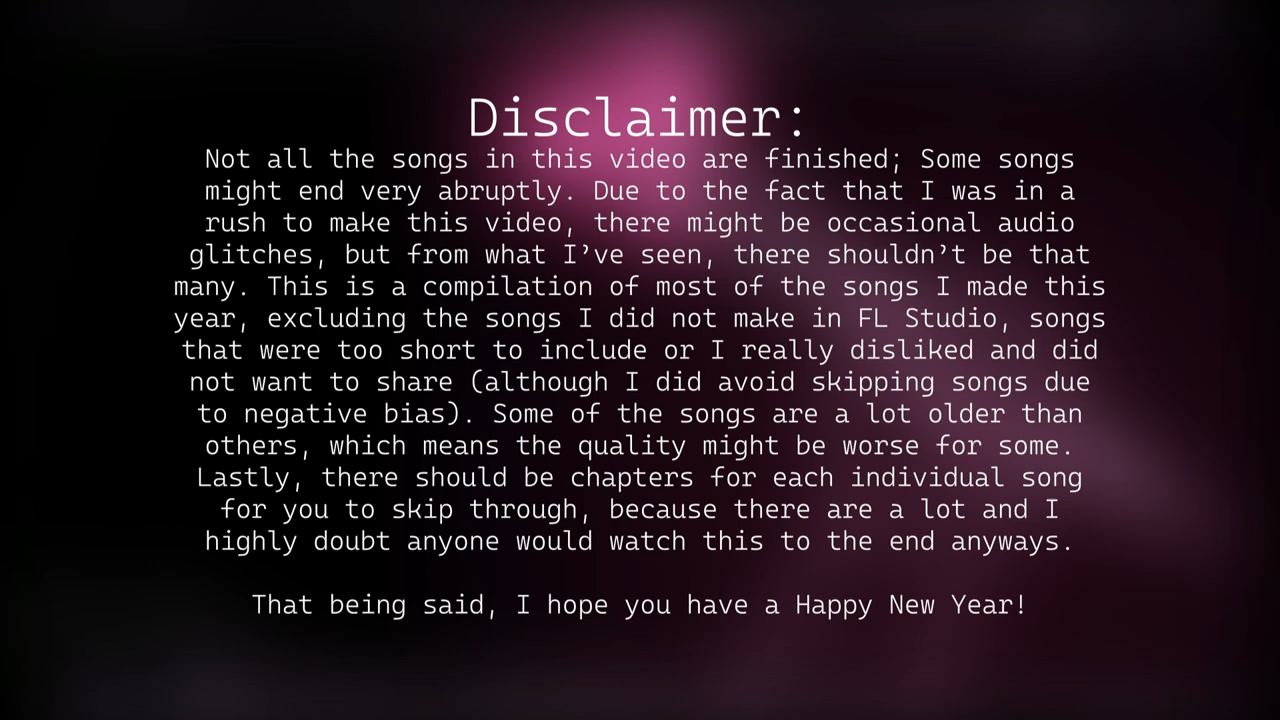 Disclaimer:
Not all the songs in this video are finished; Some songs
might end very abruptly. Due to the fact that I was in a
rush to make this video, there might be occasional audio
glitches, but from what I’ve seen, there shouldn’t be that
many. This is a compilation of most of the songs I made this
year, excluding the songs I did not make in FL Studio, songs
that were too short to include or I really disliked and did
not want to share (although I did avoid skipping songs due
to negative bias). Some of the songs are a lot older than
others, which means the quality might be worse for some.
Lastly, there should be chapters for each individual song
for you to skip through, because there are a lot and I
highly doubt anyone would watch this to the end anyways.
That being said, I hope you have a Happy New Year!